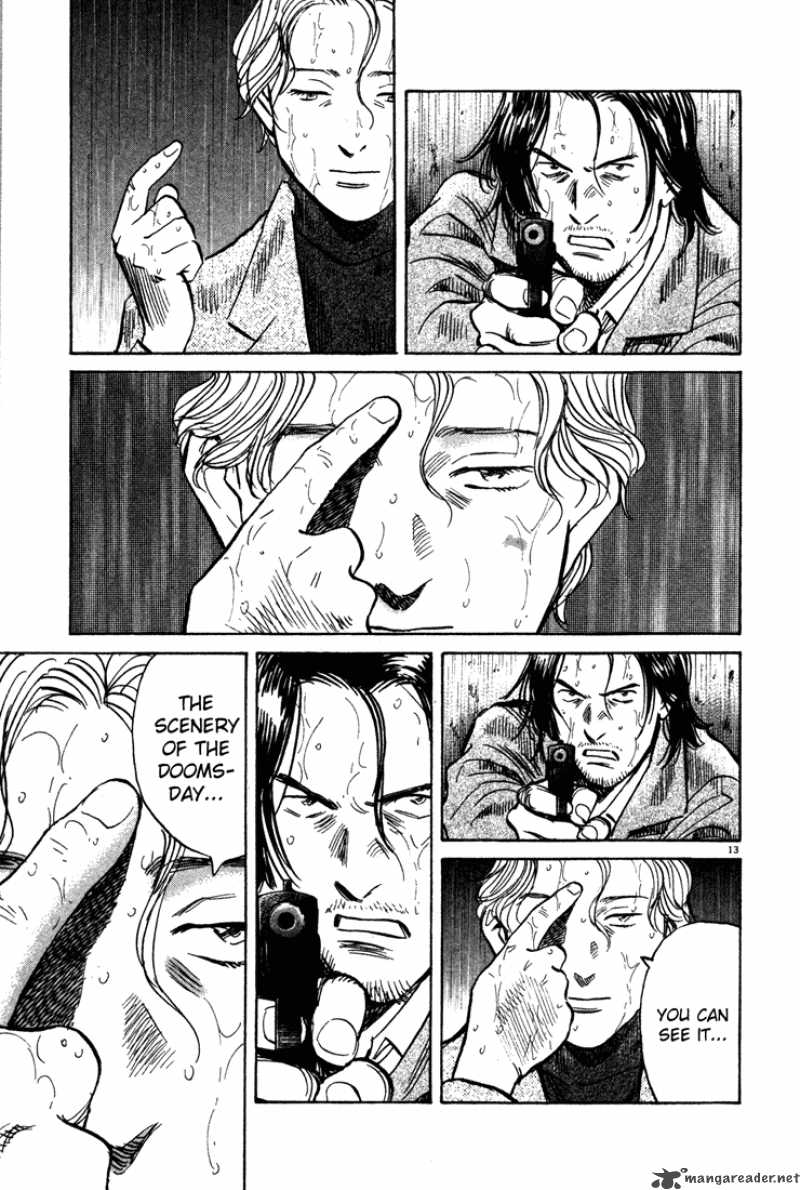 13
YOU CAN
SEE IT...
THE
SCENERY
OF THE
DOOMS-
DAY...
mangareader.net